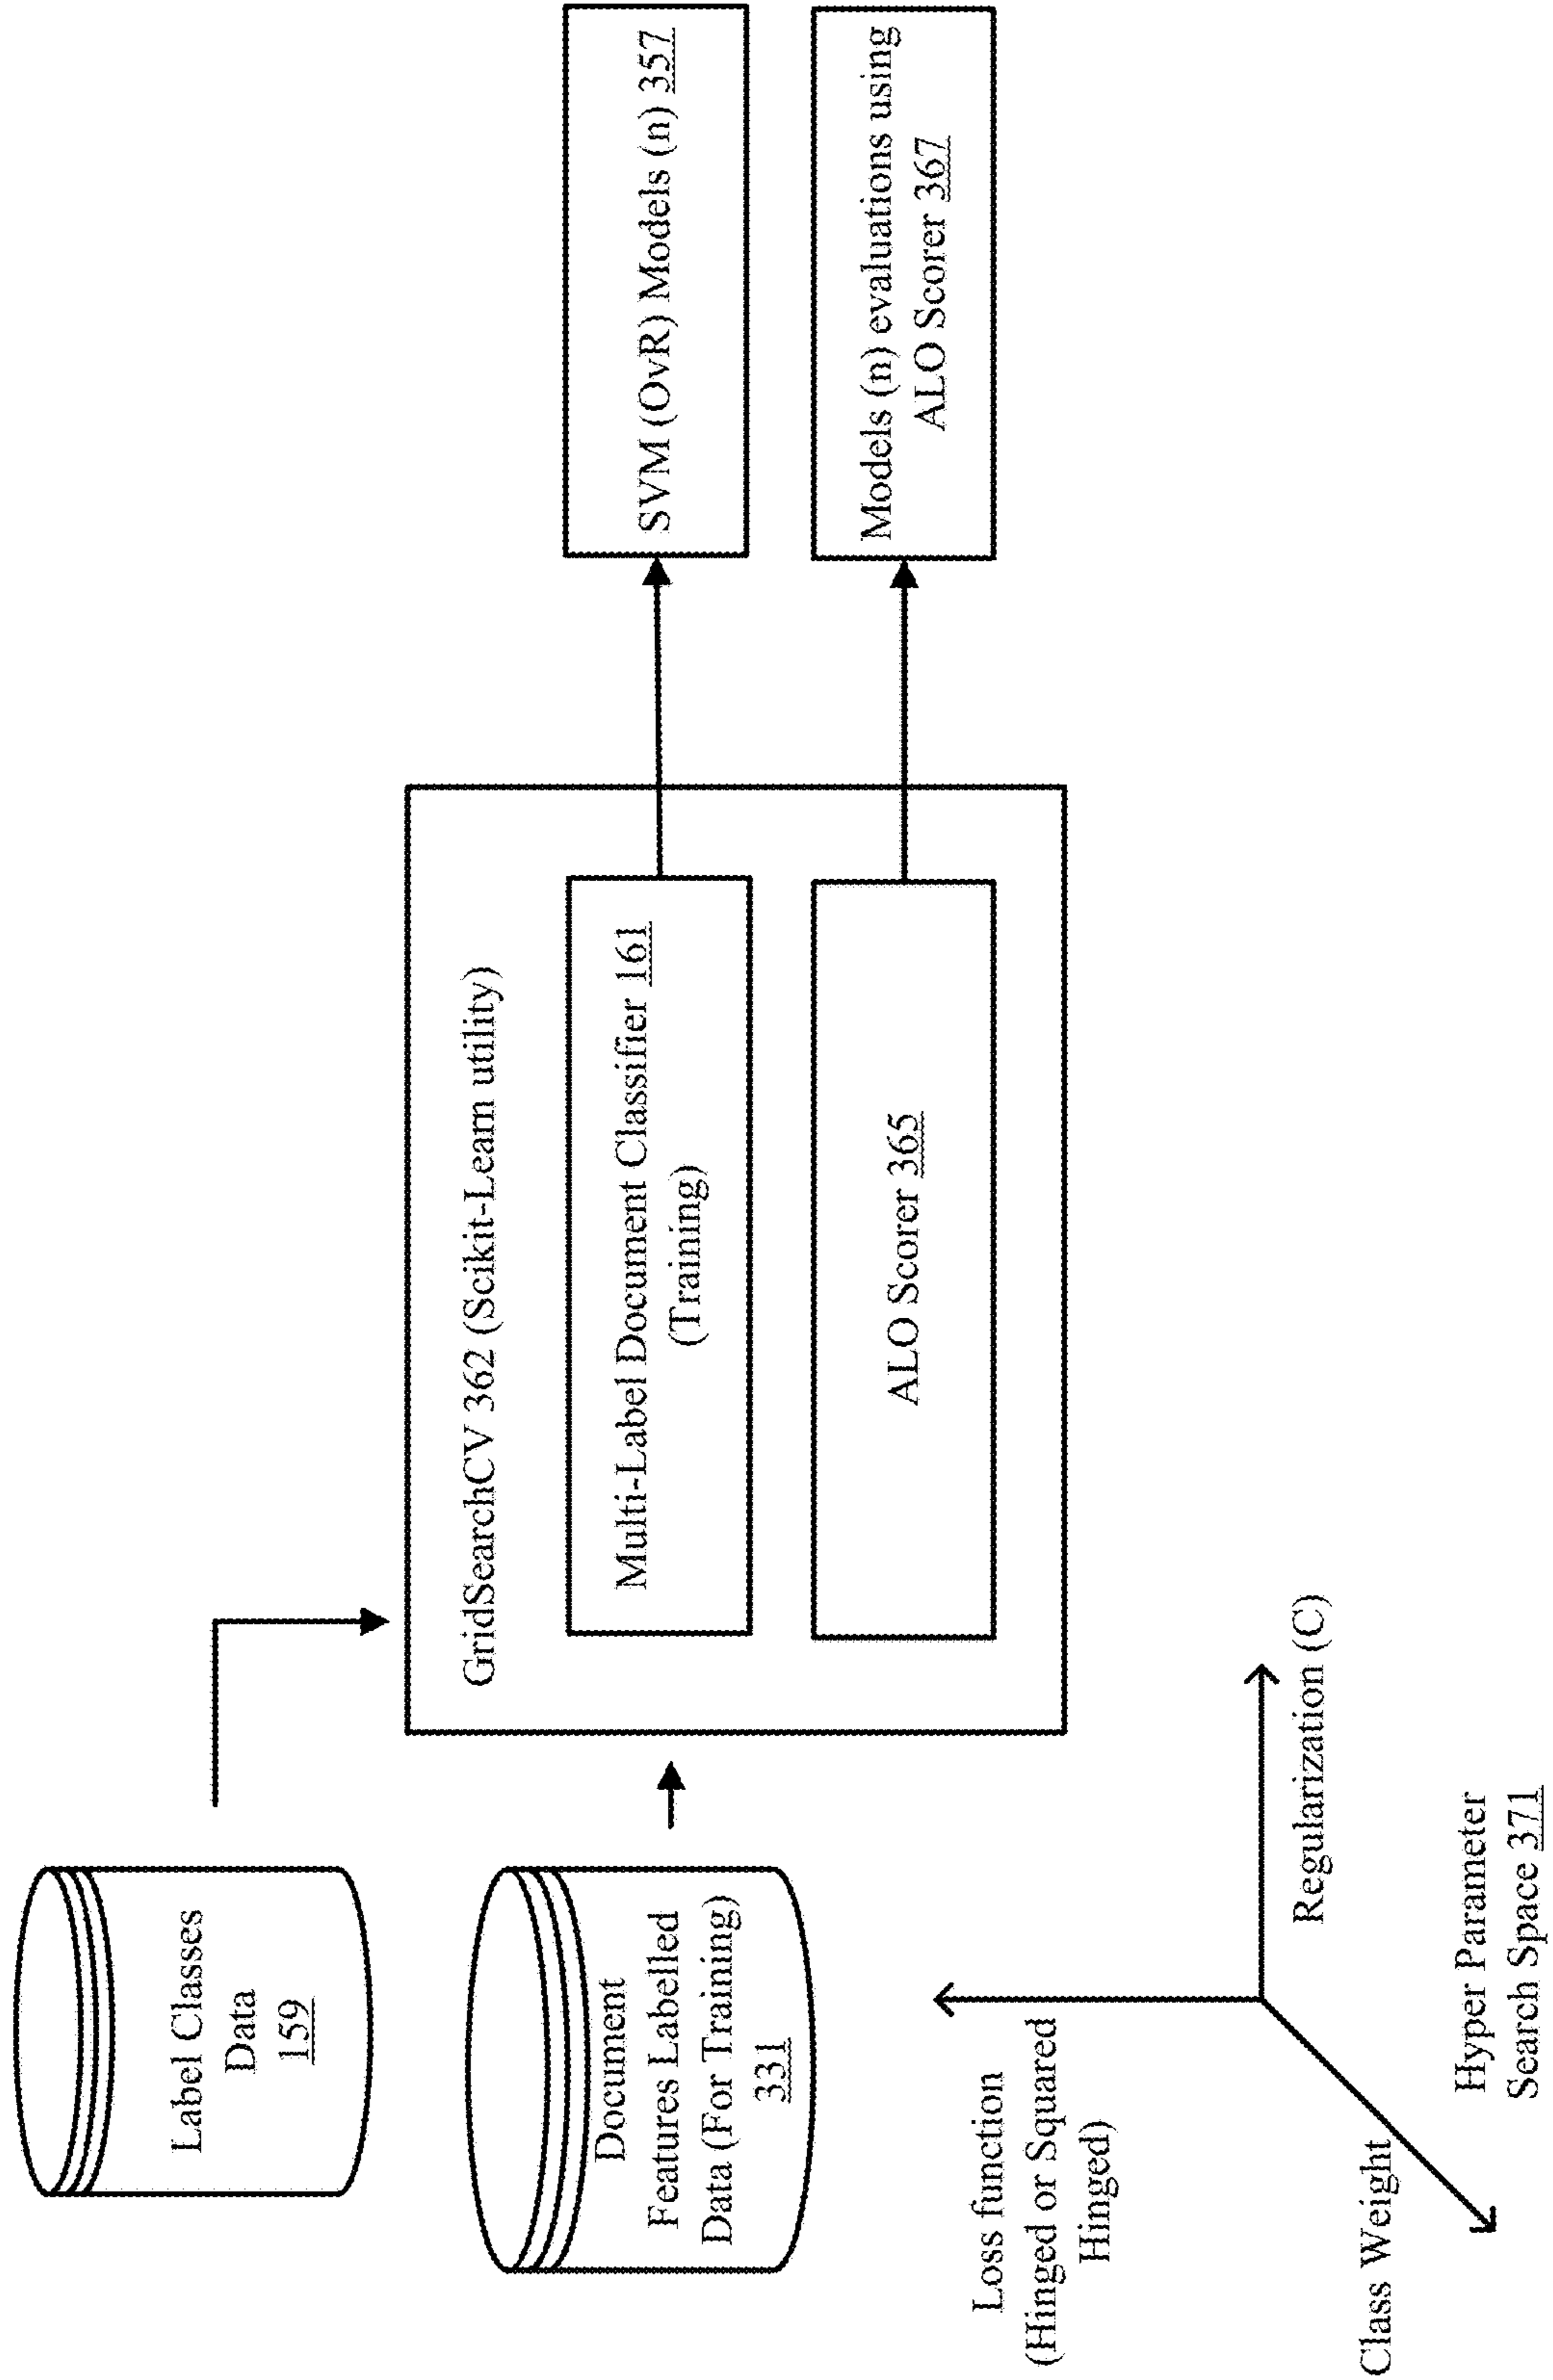 Label Classes
Data
159
Document
Features Labelled
Data (For Training)
331
GridSearchCV 362 (Scikit-Learn utility)
Multi-Label Document Classifier 161
(Training)
ALO Scorer 365
SVM (OvR) Models (n) 357
Models (n) evaluations using
ALO Scorer 367
Loss function
(Hinged or Squared
Hinged)
Regularization (C)
Class Weight
Hyper Parameter
Search Space 371